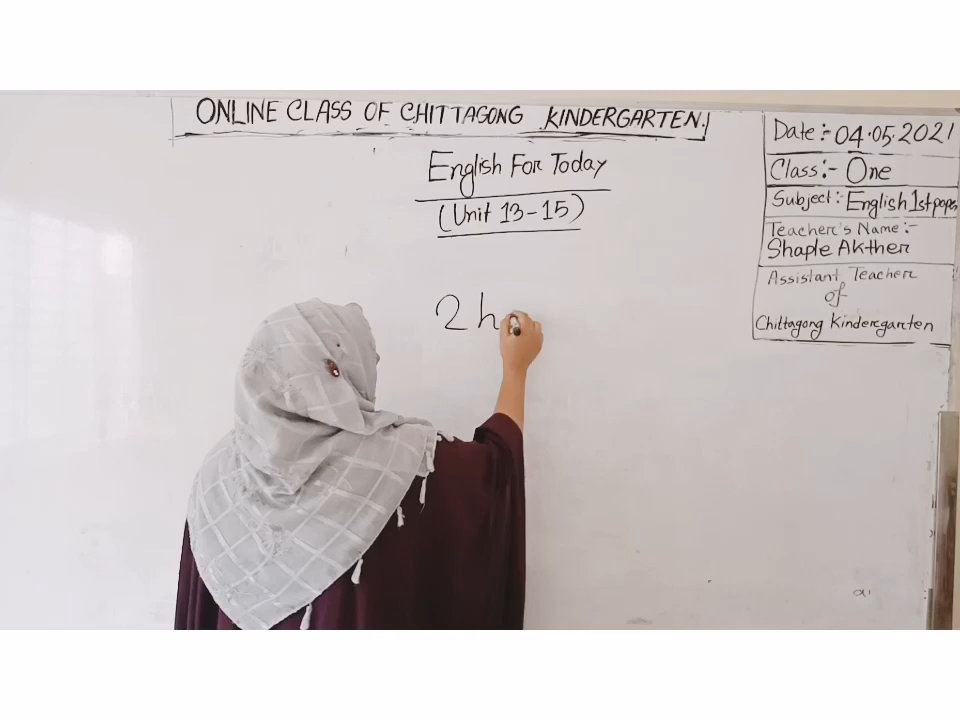 ONLINE CLASS OF CHITTAGONG KINDERGARTEN
English For Today
(Unit 13-15)
2 h
Date:- 04.05.2021
Class:- One
Subject:- English 1st
Teacher's Name:-
Shaple Akther
Assistant Teacher
of
Chittagong Kindergarten